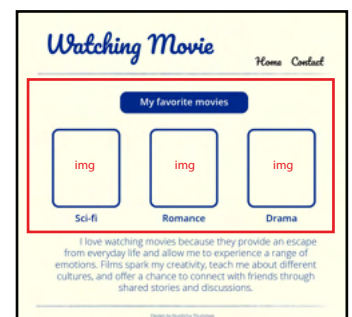 Watching Movie
Home Contact
My favorite movies
img img img
Sci-fi Romance Drama
I love watching movies because they provide an escape
from everyday life and allow me to experience a range of
emotions. Films spark my creativity, teach me about different
cultures, and offer a chance to connect with friends through
shared stories and discussions.